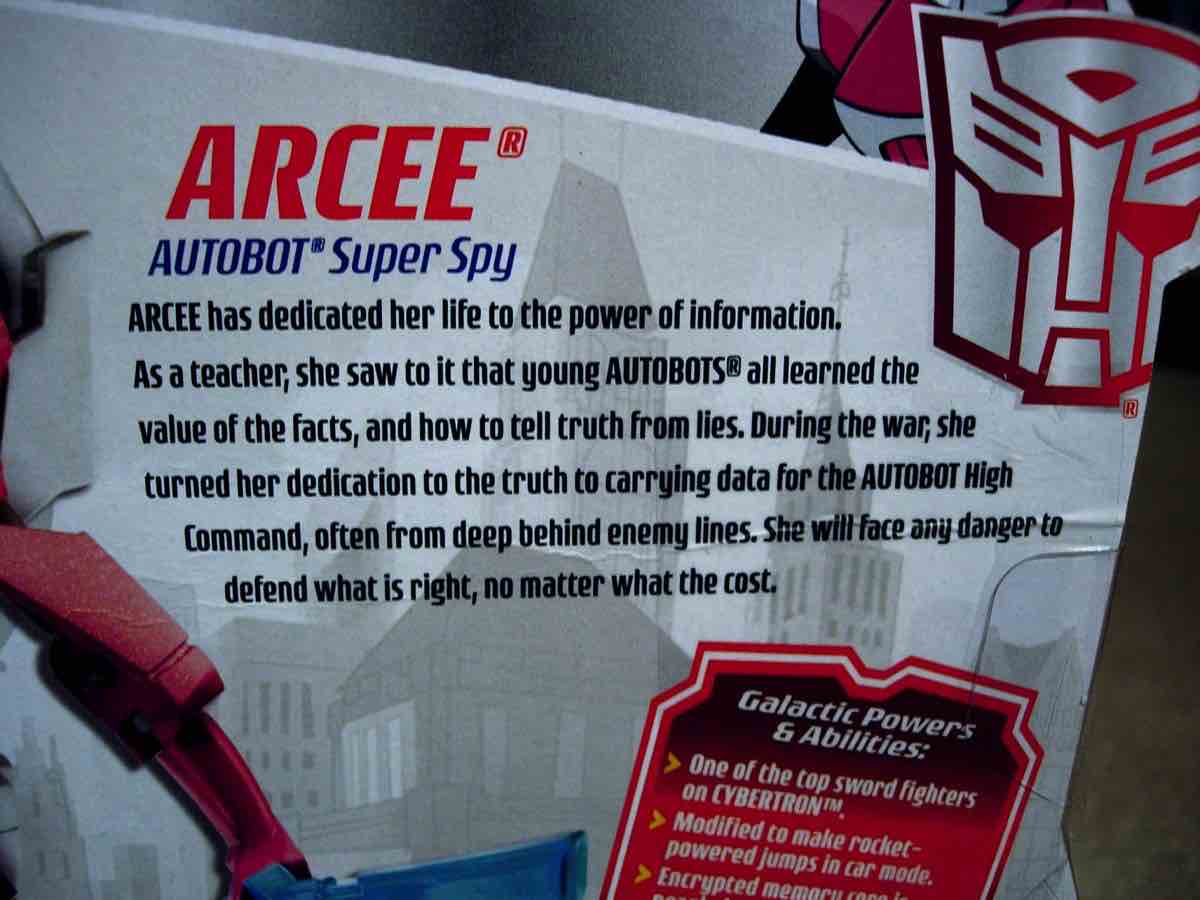 ARCEE®
AUTOBOT® Super Spy
ARCEE has dedicated her life to the power of information.
As a teacher, she saw to it that young AUTOBOTS® all learned the
value of the facts, and how to tell truth from lies. During the war, she
turned her dedication to the truth to carrying data for the AUTOBOT High
Command, often from deep behind enemy lines. She will face any danger to
defend what is right, no matter what the cost.
®
Galactic Powers
& Abilities:
One of the top sword fighters
on CYBERTRON™.
Modified to make rocket-
powered jumps in car mode.
Encrypted memory core is